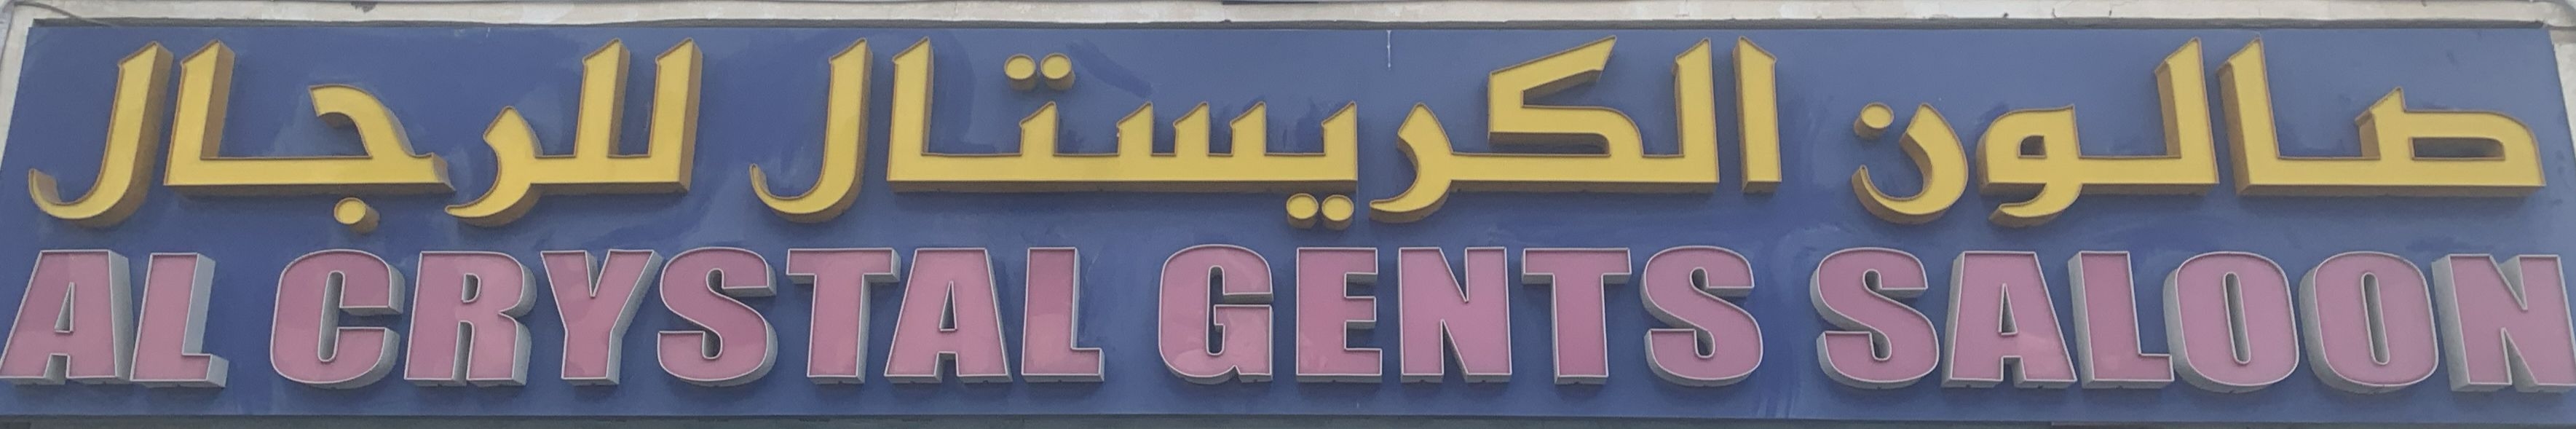 صالون الكريستال للرجال
AL CRYSTAL GENTS SALOON